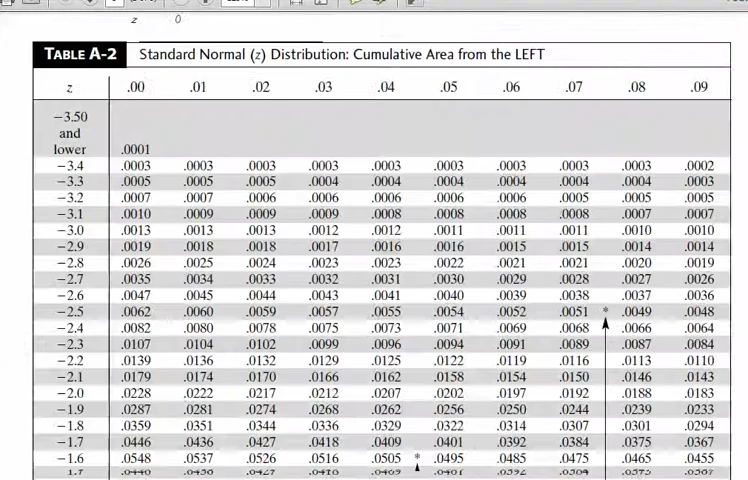 z 0
TABLE A-2 Standard Normal (z) Distribution: Cumulative Area from the LEFT
z .00 .01 .02 .03 .04 .05 .06 .07 .08 .09
−3.50
and
lower .0001
−3.4 .0003 .0003 .0003 .0003 .0003 .0003 .0003 .0003 .0003 .0002
−3.3 .0005 .0005 .0005 .0004 .0004 .0004 .0004 .0004 .0004 .0003
−3.2 .0007 .0007 .0006 .0006 .0006 .0006 .0006 .0005 .0005 .0005
−3.1 .0010 .0009 .0009 .0009 .0008 .0008 .0008 .0008 .0007 .0007
−3.0 .0013 .0013 .0013 .0012 .0012 .0011 .0011 .0011 .0010 .0010
−2.9 .0019 .0018 .0018 .0017 .0016 .0016 .0015 .0015 .0014 .0014
−2.8 .0026 .0025 .0024 .0023 .0023 .0022 .0021 .0021 .0020 .0019
−2.7 .0035 .0034 .0033 .0032 .0031 .0030 .0029 .0028 .0027 .0026
−2.6 .0047 .0045 .0044 .0043 .0041 .0040 .0039 .0038 .0037 .0036
−2.5 .0062 .0060 .0059 .0057 .0055 .0054 .0052 .0051 * .0049 .0048
−2.4 .0082 .0080 .0078 .0075 .0073 .0071 .0069 .0068 .0066 .0064
−2.3 .0107 .0104 .0102 .0099 .0096 .0094 .0091 .0089 .0087 .0084
−2.2 .0139 .0136 .0132 .0129 .0125 .0122 .0119 .0116 .0113 .0110
−2.1 .0179 .0174 .0170 .0166 .0162 .0158 .0154 .0150 .0146 .0143
−2.0 .0228 .0222 .0217 .0212 .0207 .0202 .0197 .0192 .0188 .0183
−1.9 .0287 .0281 .0274 .0268 .0262 .0256 .0250 .0244 .0239 .0233
−1.8 .0359 .0351 .0344 .0336 .0329 .0322 .0314 .0307 .0301 .0294
−1.7 .0446 .0436 .0427 .0418 .0409 .0401 .0392 .0384 .0375 .0367
−1.6 .0548 .0537 .0526 .0516 .0505 * .0495 .0485 .0475 .0465 .0455